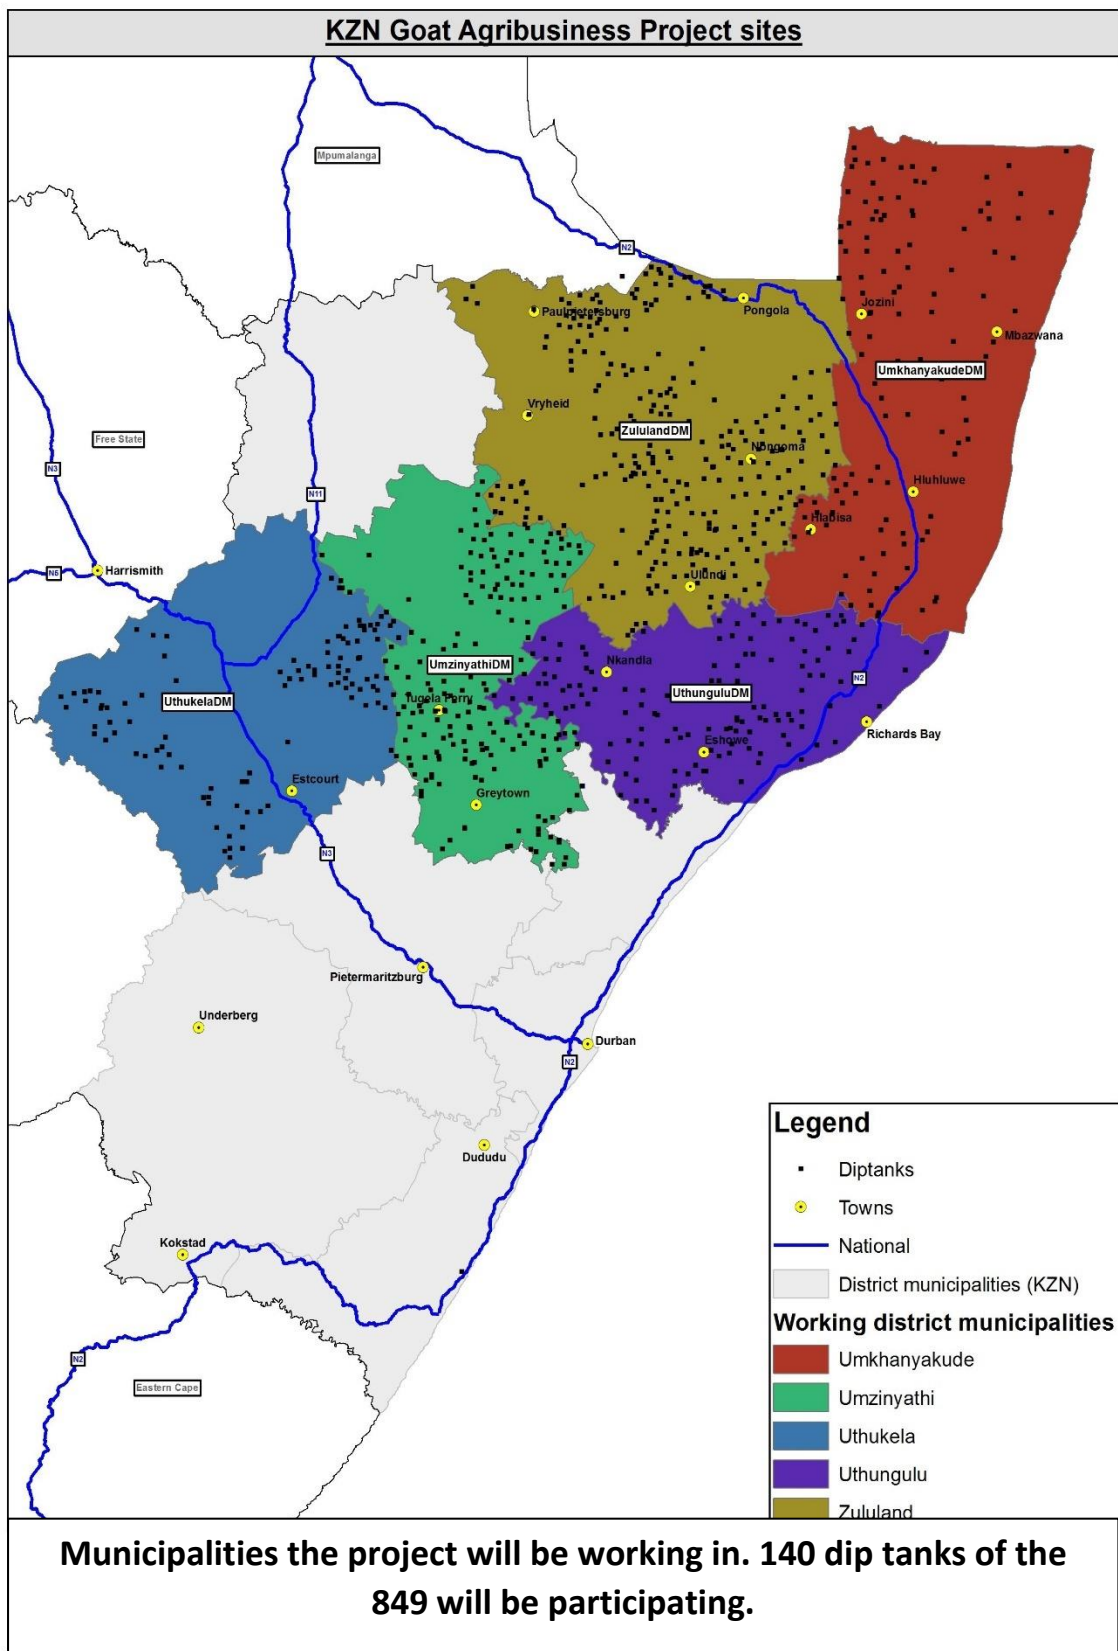 KZN Goat Agribusiness Project sites
Mpumalanga
N2
Paulpietersburg
Pongola
Jozini
Mbazwana
UmkhanyakudeDM
Vryheid
ZululandDM
Free State
Nongoma
N3
N11
Hluhluwe
Hlabisa
N5
Harrismith
Ulundi
UmzinyathiDM
Nkandla
N2
UthukelaDM
UthunguluDM
Tugela Ferry
Richards Bay
Eshowe
Estcourt
Greytown
N3
Pietermaritzburg
Underberg
Durban
N2
Legend
Diptanks
Towns
National
District municipalities (KZN)
Working district municipalities
Umkhanyakude
Umzinyathi
Uthukela
Uthungulu
Zululand
Dududu
Kokstad
N2
Eastern Cape
Municipalities the project will be working in. 140 dip tanks of the
849 will be participating.